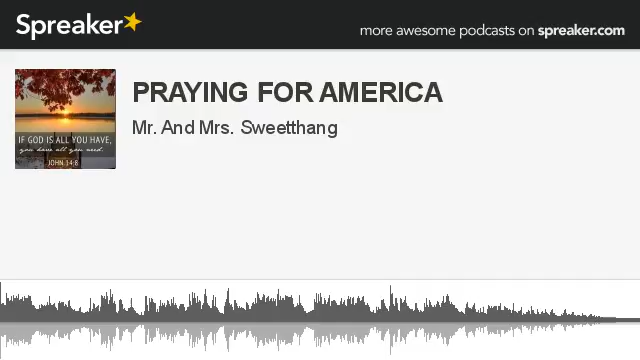 Spreaker
more awesome podcasts on spreaker.com
PRAYING FOR AMERICA
Mr. And Mrs. Sweetthang
IF GOD IS ALL YOU HAVE,
you have all you need.
JOHN 14:8